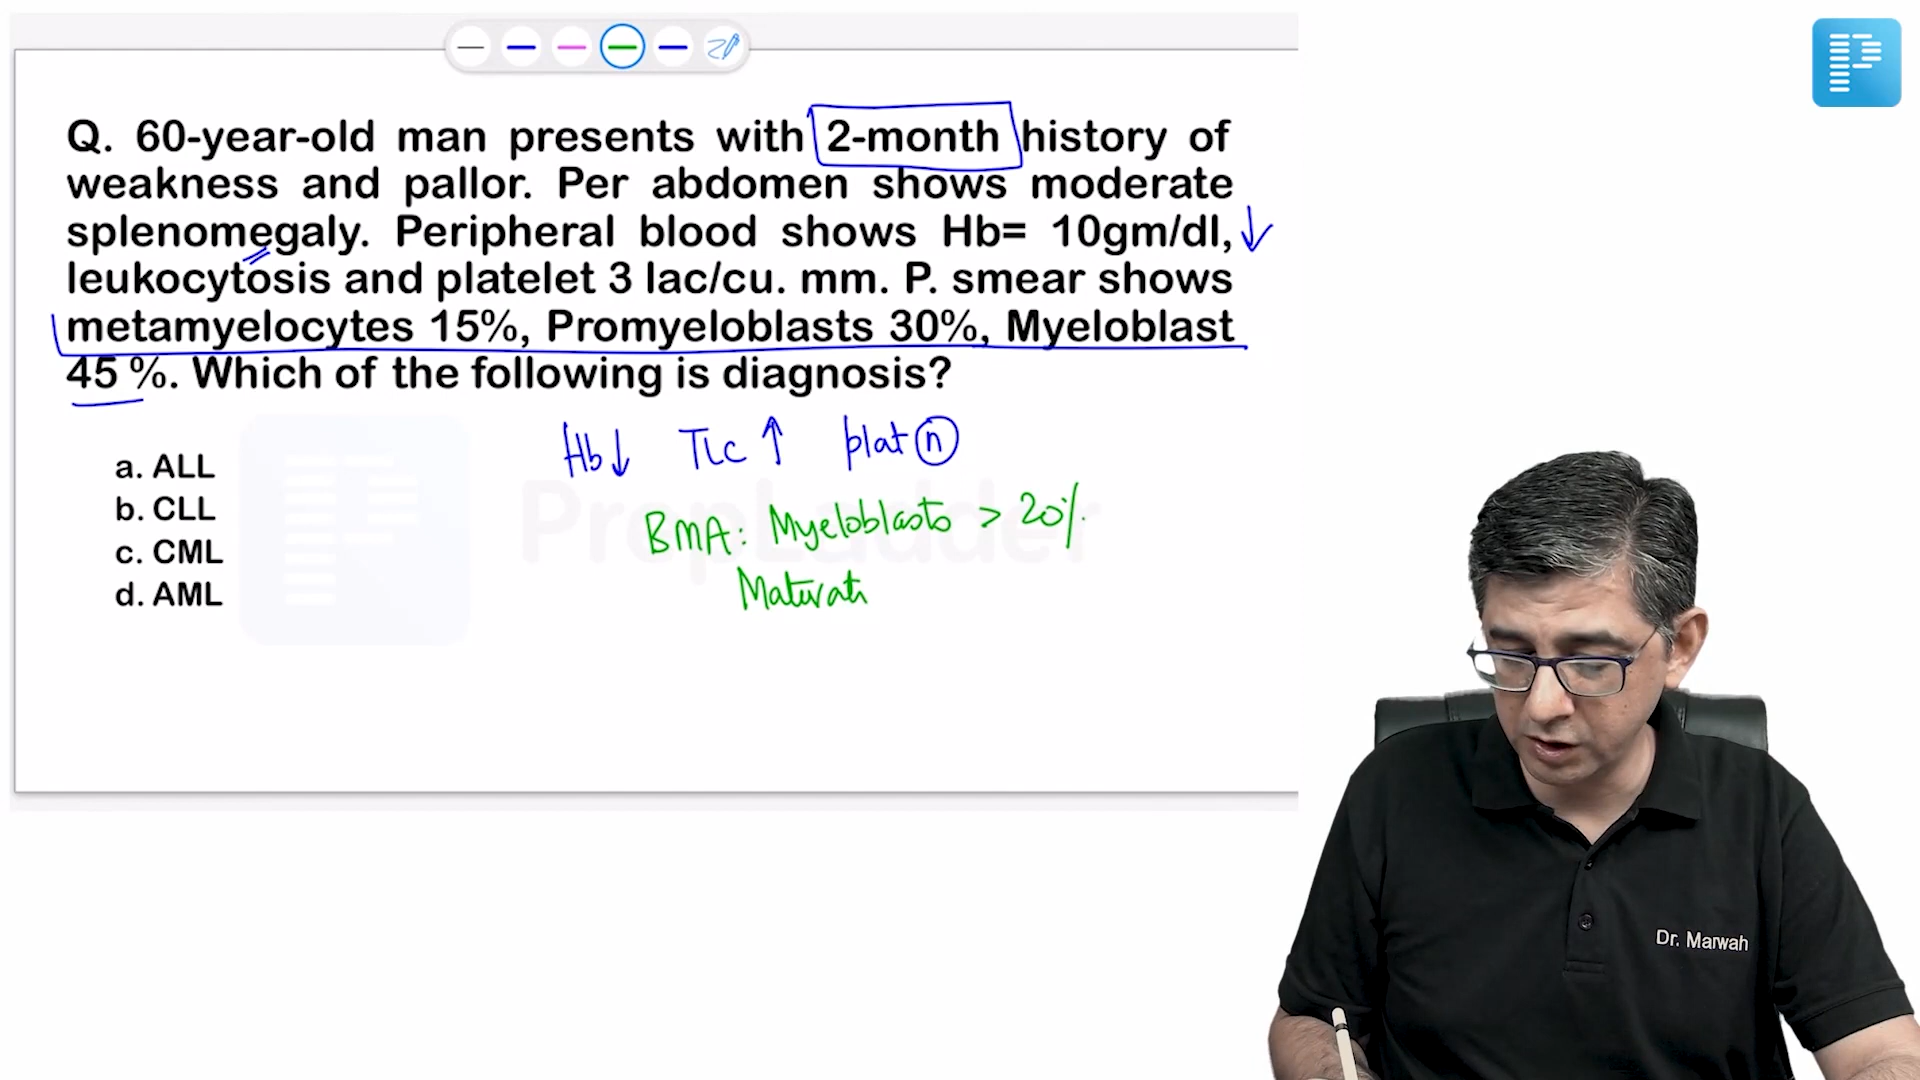 Q. 60-year-old man presents with 2-month history of
weakness and pallor. Per abdomen shows moderate
splenomegaly. Peripheral blood shows Hb= 10gm/dl, ↓
leukocytosis and platelet 3 lac/cu. mm. P. smear shows
metamyelocytes 15%, Promyeloblasts 30%, Myeloblast
45 %. Which of the following is diagnosis?
Hb↓ TLC ↑ plat n
a. ALL
b. CLL
c. CML
d. AML
PrepLadder
BMA: Myeloblasts > 20%
Maturati
Dr. Marwah